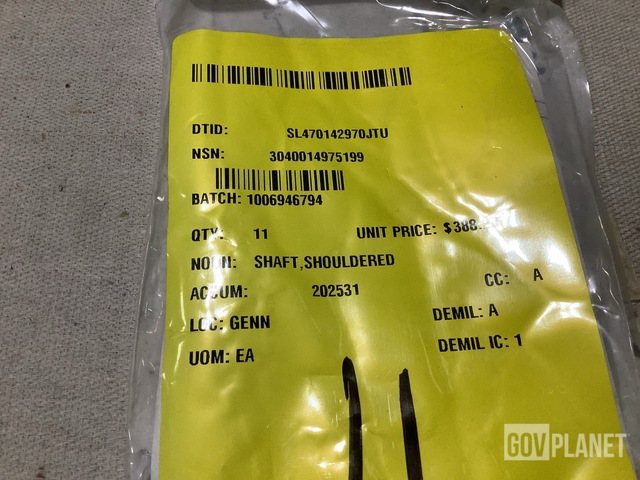 DTID: SL470142970JTU
NSN: 3040014975199
BATCH: 1006946794
QTY: 11 UNIT PRICE: $388.
NOUN: SHAFT,SHOULDERED
ACCUM: 202531 CC: A
LOC: GENN DEMIL: A
UOM: EA DEMIL IC: 1
11
GOVPLANET